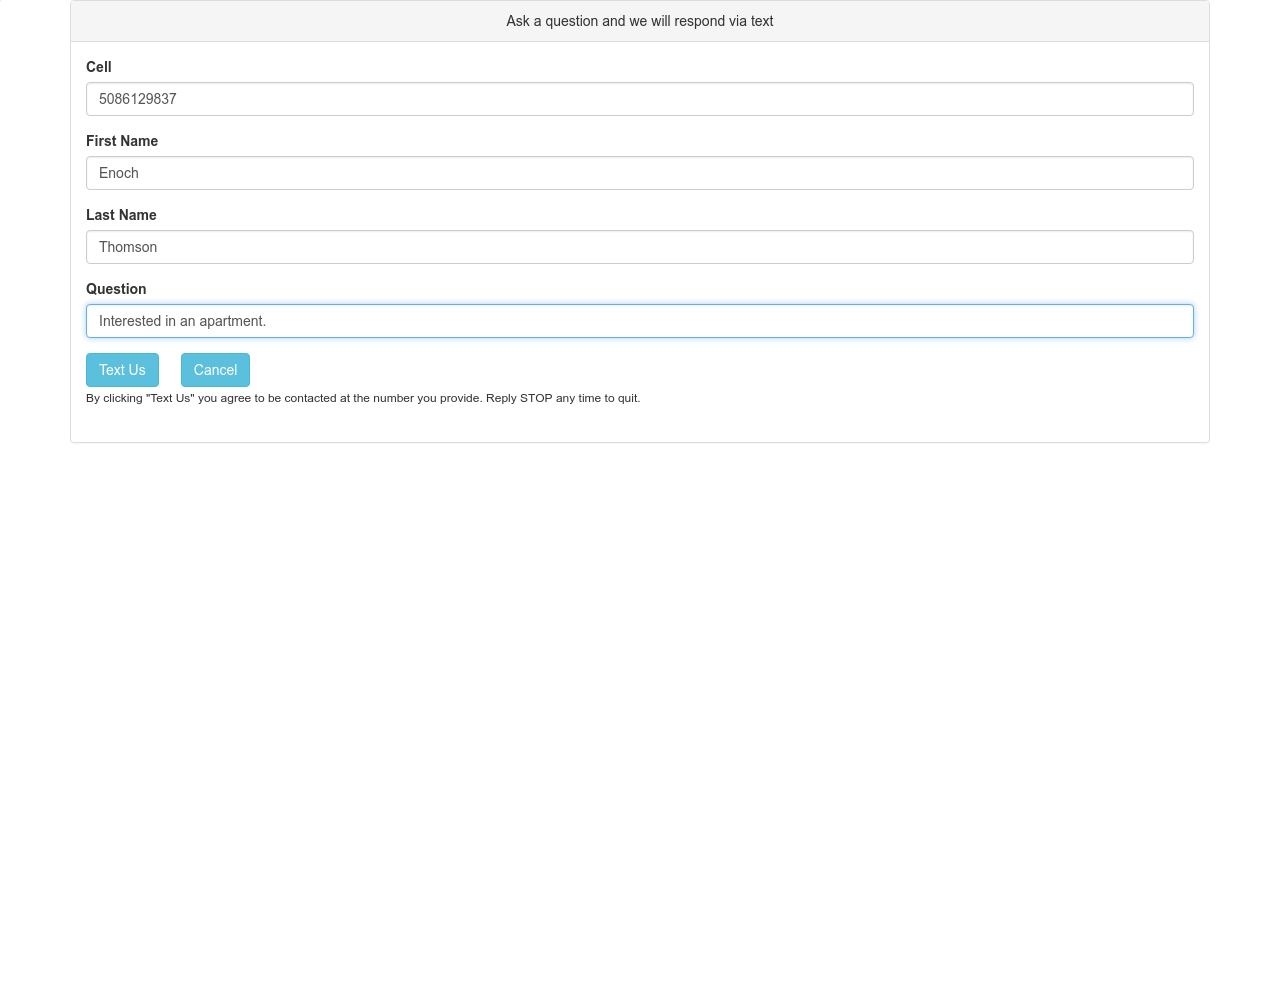 Ask a question and we will respond via text
Cell
5086129837
First Name
Enoch
Last Name
Thomson
Question
Interested in an apartment.
Text Us Cancel
By clicking "Text Us" you agree to be contacted at the number you provide. Reply STOP any time to quit.